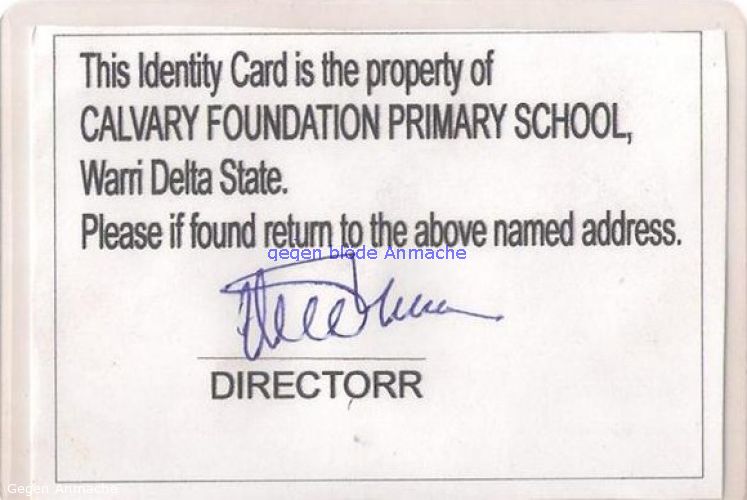 This Identity Card is the property of
CALVARY FOUNDATION PRIMARY SCHOOL,
Warri Delta State.
Please if found return to the above named address.
gegen blöde Anmache
DIRECTORR
Gegen Anmache